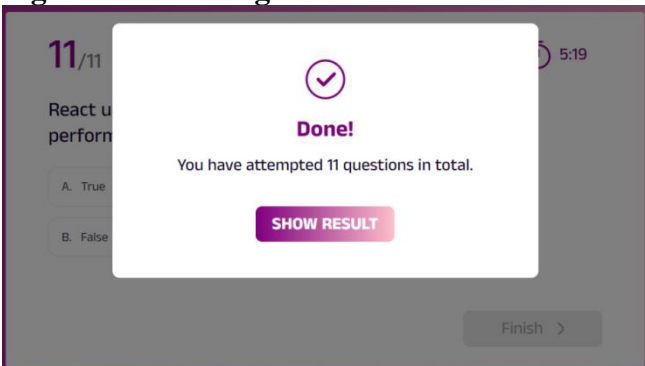 11/11
5:19
React u
perform
A. True
B. False
Done!
You have attempted 11 questions in total.
SHOW RESULT
Finish